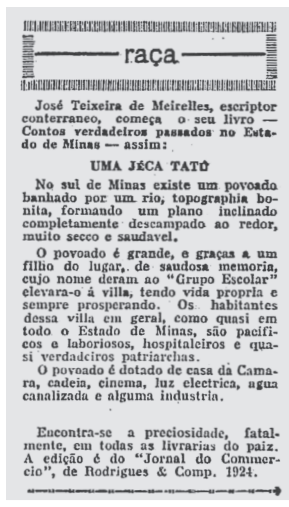 raça
José Teixeira de Meirelles, escriptor
conterraneo, começa o seu livro —
Contos verdadeiros passados no Esta-
do de Minas — assim:
UMA JÉCA TATÚ
No sul de Minas existe um povoado
banhado por um rio, topographia bo-
nita, formando um plano inclinado
completamente descampado ao redor,
muito secco e saudavel.
O povoado é grande, e graças a um
filho do lugar, de saudosa memoria,
cujo nome deram ao "Grupo Escolar"
elevara-o á villa, tendo vida propria e
sempre prosperando. Os habitantes
dessa villa em geral, como quasi em
todo o Estado de Minas, são pacifi-
cos e laboriosos, hospitaleiros e qua-
si verdadeiros patriarchas.
O povoado é dotado de casa da Cama-
ra, cadeia, cinema, luz electrica, agua
canalizada e alguma industria.
Encontra-se a preciosidade, fatal-
mente, em todas as livrarias do paiz.
A edição é do "Jornal do Commer-
cio", de Rodrigues & Comp. 1924.